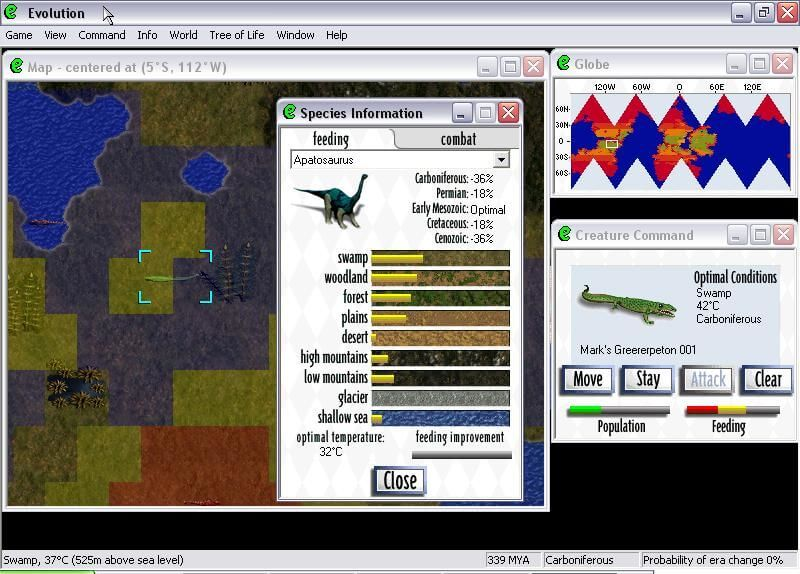 Evolution
Game View Command Info World Tree of Life Window Help
Map - centered at (5°S, 112°W)
Species Information
feeding combat
Apatosaurus
Carboniferous: -36%
Permian: -18%
Early Mesozoic: Optimal
Cretaceous: -18%
Cenozoic: -36%
swamp
woodland
forest
plains
desert
high mountains
low mountains
glacier
shallow sea
optimal temperature:
32°C
feeding improvement
Close
Globe
120W 60W 0 60E 120E
60N
30N
0
30S
60S
Creature Command
Optimal Conditions
Swamp
42°C
Carboniferous
Mark's Greererpeton 001
Move Stay Attack Clear
Population Feeding
Swamp, 37°C (525m above sea level) 339 MYA Carboniferous Probability of era change 0%